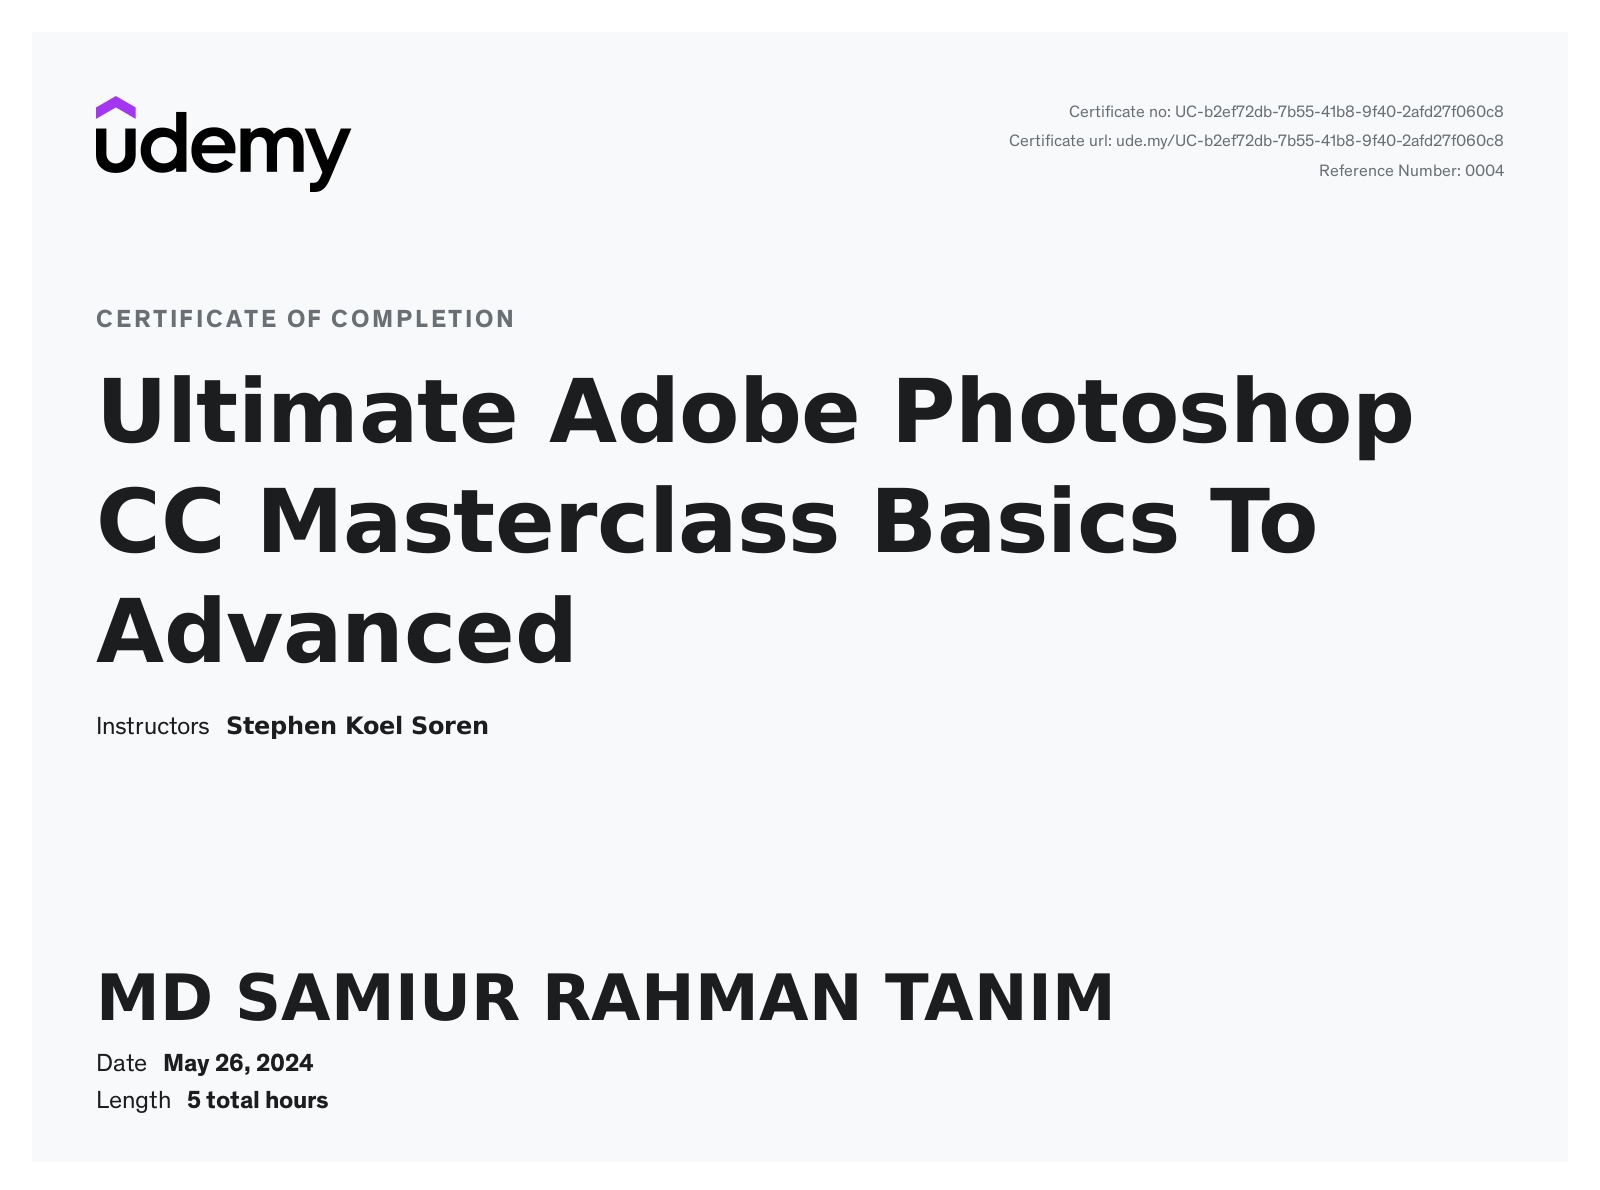 udemy
Certificate no: UC-b2ef72db-7b55-41b8-9f40-2afd27f060c8
Certificate url: ude.my/UC-b2ef72db-7b55-41b8-9f40-2afd27f060c8
Reference Number: 0004
CERTIFICATE OF COMPLETION
Ultimate Adobe Photoshop
CC Masterclass Basics To
Advanced
Instructors Stephen Koel Soren
MD SAMIUR RAHMAN TANIM
Date May 26, 2024
Length 5 total hours